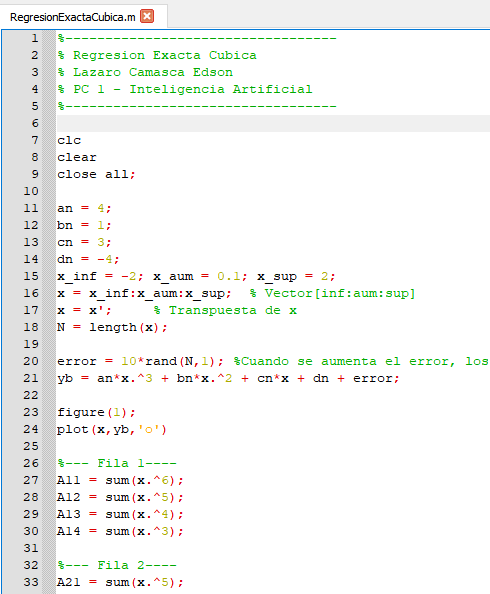 RegresionExactaCubica.m
1 %----------------------------------
2 % Regresion Exacta Cubica
3 % Lazaro Camasca Edson
4 % PC 1 - Inteligencia Artificial
5 %----------------------------------
6
7 clc
8 clear
9 close all;
10
11 an = 4;
12 bn = 1;
13 cn = 3;
14 dn = -4;
15 x_inf = -2; x_aum = 0.1; x_sup = 2;
16 x = x_inf:x_aum:x_sup;  % Vector[inf:aum:sup]
17 x = x';     % Transpuesta de x
18 N = length(x);
19
20 error = 10*rand(N,1); %Cuando se aumenta el error, los
21 yb = an*x.^3 + bn*x.^2 + cn*x + dn + error;
22
23 figure(1);
24 plot(x,yb,'o')
25
26 %--- Fila 1----
27 A11 = sum(x.^6);
28 A12 = sum(x.^5);
29 A13 = sum(x.^4);
30 A14 = sum(x.^3);
31
32 %--- Fila 2----
33 A21 = sum(x.^5);